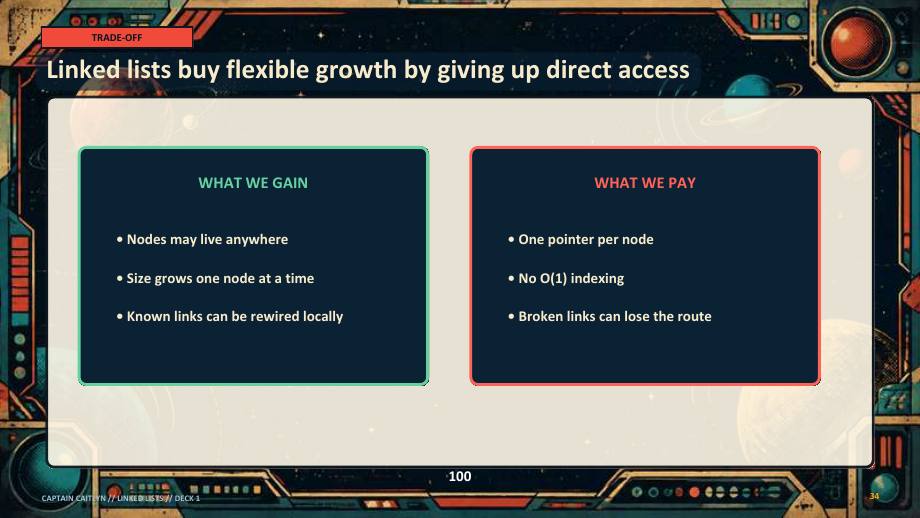 TRADE-OFF
Linked lists buy flexible growth by giving up direct access
WHAT WE GAIN
• Nodes may live anywhere
• Size grows one node at a time
• Known links can be rewired locally
WHAT WE PAY
• One pointer per node
• No O(1) indexing
• Broken links can lose the route
100
CAPTAIN CAITLYN // LINKED LISTS // DECK 1
34